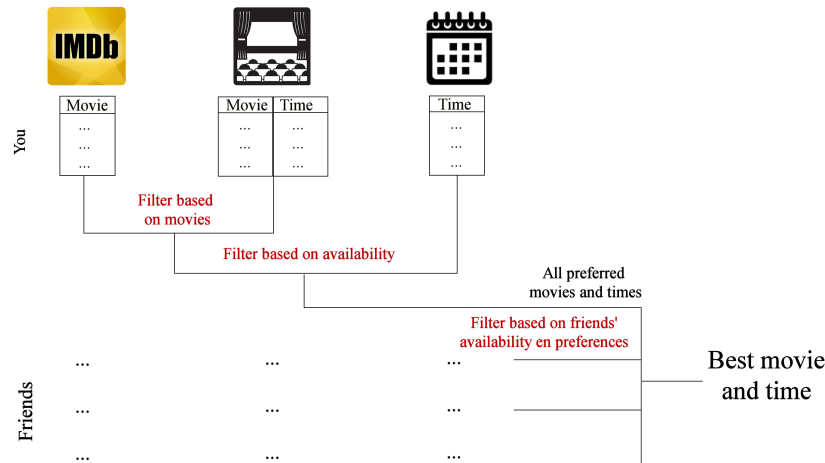 IMDb
You
Movie
Movie Time
Time
...
... ...
...
...
... ...
...
...
... ...
...
Filter based
on movies
Filter based on availability
All preferred
movies and times
Filter based on friends'
availability en preferences
Best movie
and time
Friends
... ... ...
... ... ...
... ... ...